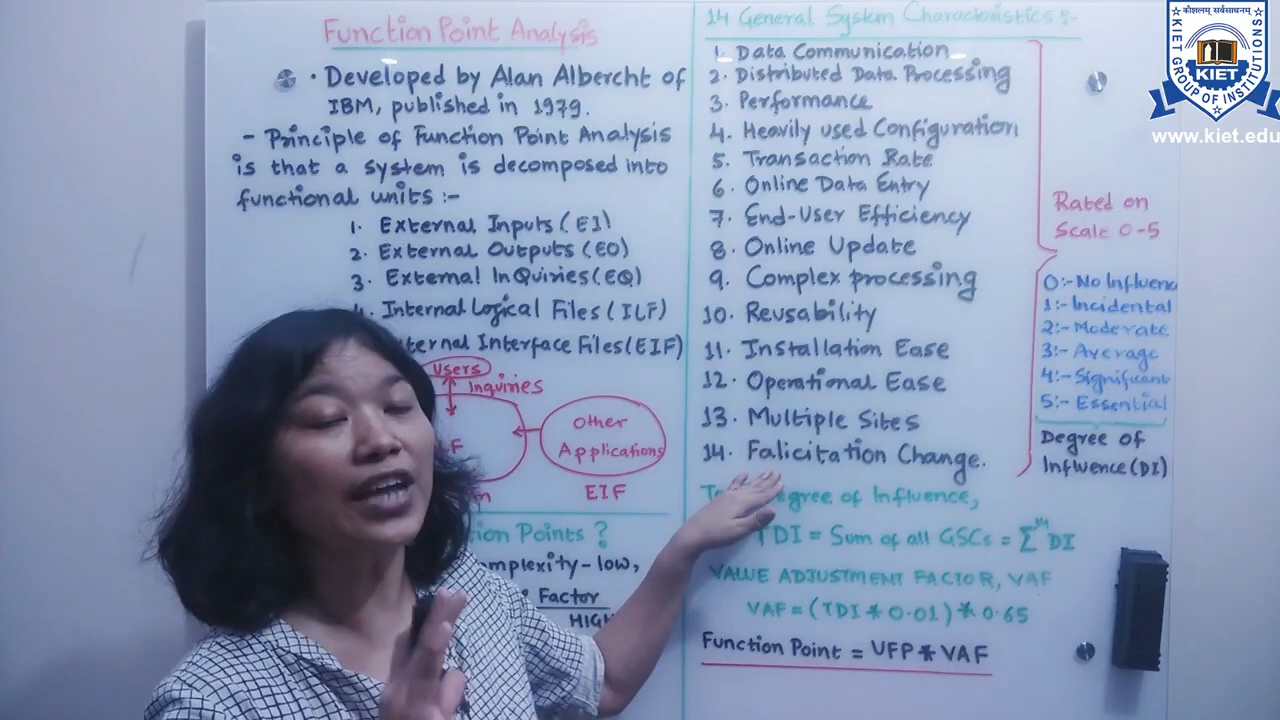 Function Point Analysis
• Developed by Alan Albercht of
IBM, published in 1979.
- Principle of Function Point Analysis
is that a system is decomposed into
functional units :-
1. External Inputs (EI)
2. External Outputs (EO)
3. External InQuiries (EQ)
4. Internal Logical Files (ILF)
ternal Interface Files (EIF)
Users
Inquiries
Other
Applications
EIF
ion Points ?
mplexity - low,
Factor
HIGH
14 General System Characteristics :-
1. Data Communication
2. Distributed Data Processing
3. Performance
4. Heavily used Configuration
5. Transaction Rate
6. Online Data Entry
7. End-User Efficiency
8. Online Update
9. Complex processing
10. Reusability
11. Installation Ease
12. Operational Ease
13. Multiple Sites
14. Falicitation Change.
Rated on
Scale 0-5
0:- No Influenc
1:- Incidental
2:- Moderate
3:- Average
4:- Significant
5:- Essential
Degree of
Influence (DI)
egree of Influence,
TDI = Sum of all GSCs = Σ¹⁴ DI
VALUE ADJUSTMENT FACTOR, VAF
VAF = (TDI * 0.01) * 0.65
Function Point = UFP * VAF
कौशलम् सर्वसाधनम्
KIET
KIET GROUP OF INSTITUTIONS
www.kiet.edu